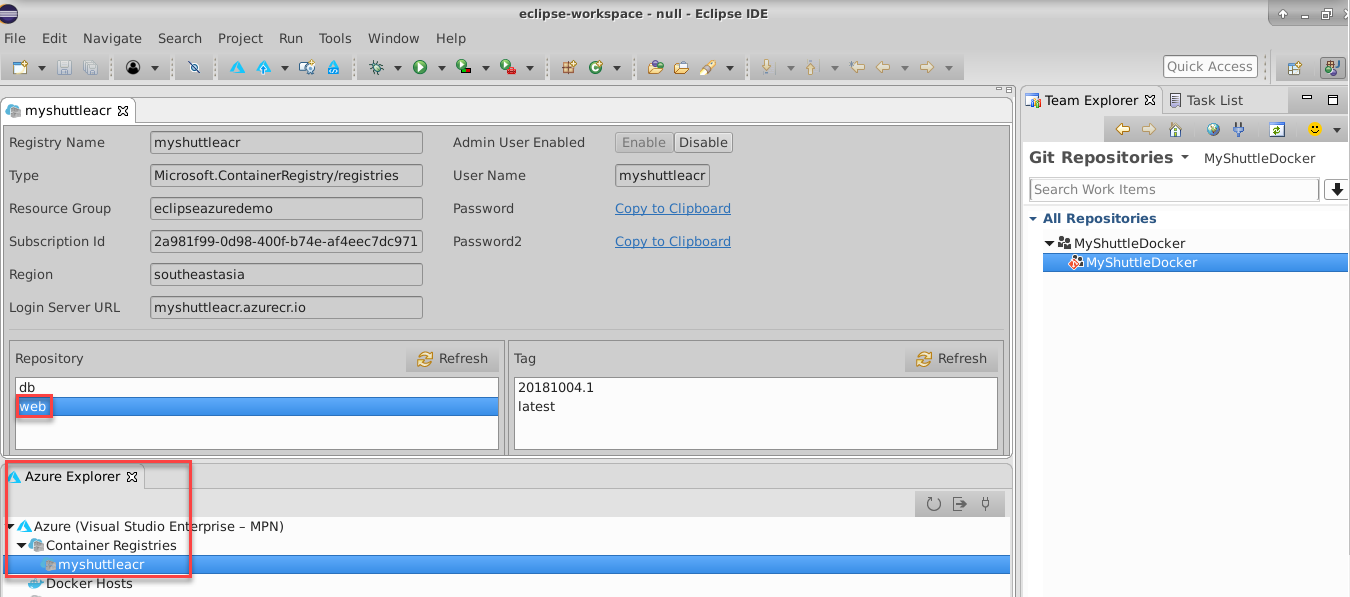 eclipse-workspace - null - Eclipse IDE
File Edit Navigate Search Project Run Tools Window Help
Quick Access
myshuttleacr
Registry Name myshuttleacr Admin User Enabled Enable Disable
Type Microsoft.ContainerRegistry/registries User Name myshuttleacr
Resource Group eclipseazuredemo Password Copy to Clipboard
Subscription Id 2a981f99-0d98-400f-b74e-af4eec7dc971 Password2 Copy to Clipboard
Region southeastasia
Login Server URL myshuttleacr.azurecr.io
Repository Refresh Tag Refresh
db 20181004.1
web latest
Azure Explorer
Azure (Visual Studio Enterprise – MPN)
Container Registries
myshuttleacr
Docker Hosts
Team Explorer Task List
Git Repositories MyShuttleDocker
Search Work Items
All Repositories
MyShuttleDocker
MyShuttleDocker